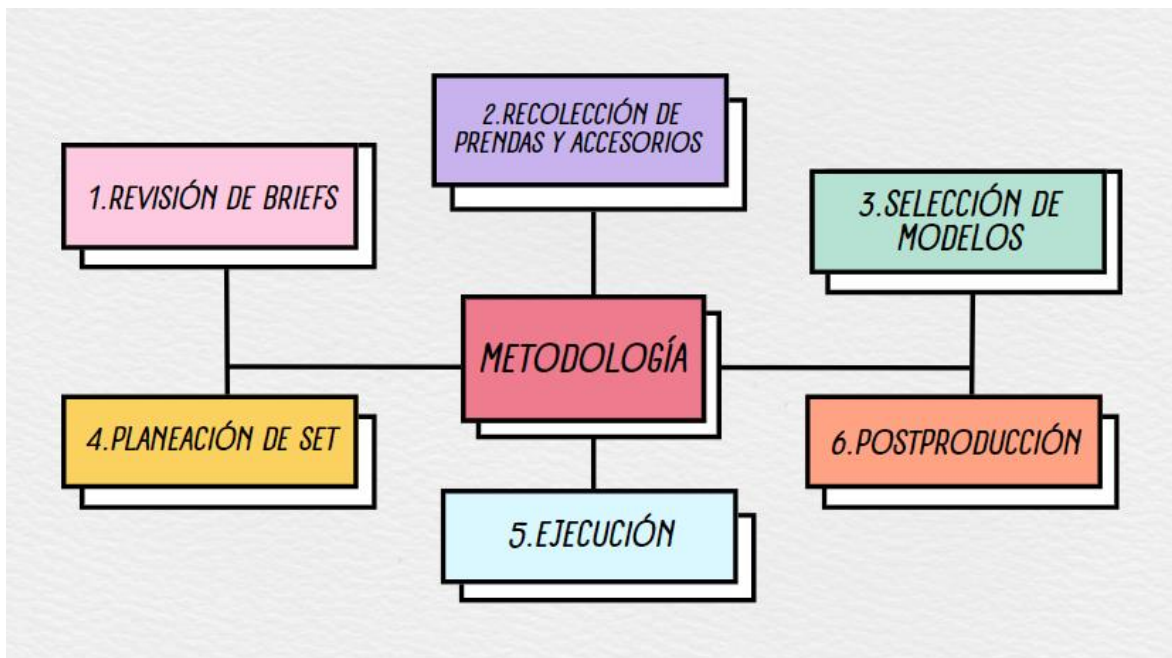 1.REVISIÓN DE BRIEFS
2.RECOLECCIÓN DE
PRENDAS Y ACCESORIOS
3.SELECCIÓN DE
MODELOS
METODOLOGÍA
4.PLANEACIÓN DE SET
5.EJECUCIÓN
6.POSTPRODUCCIÓN